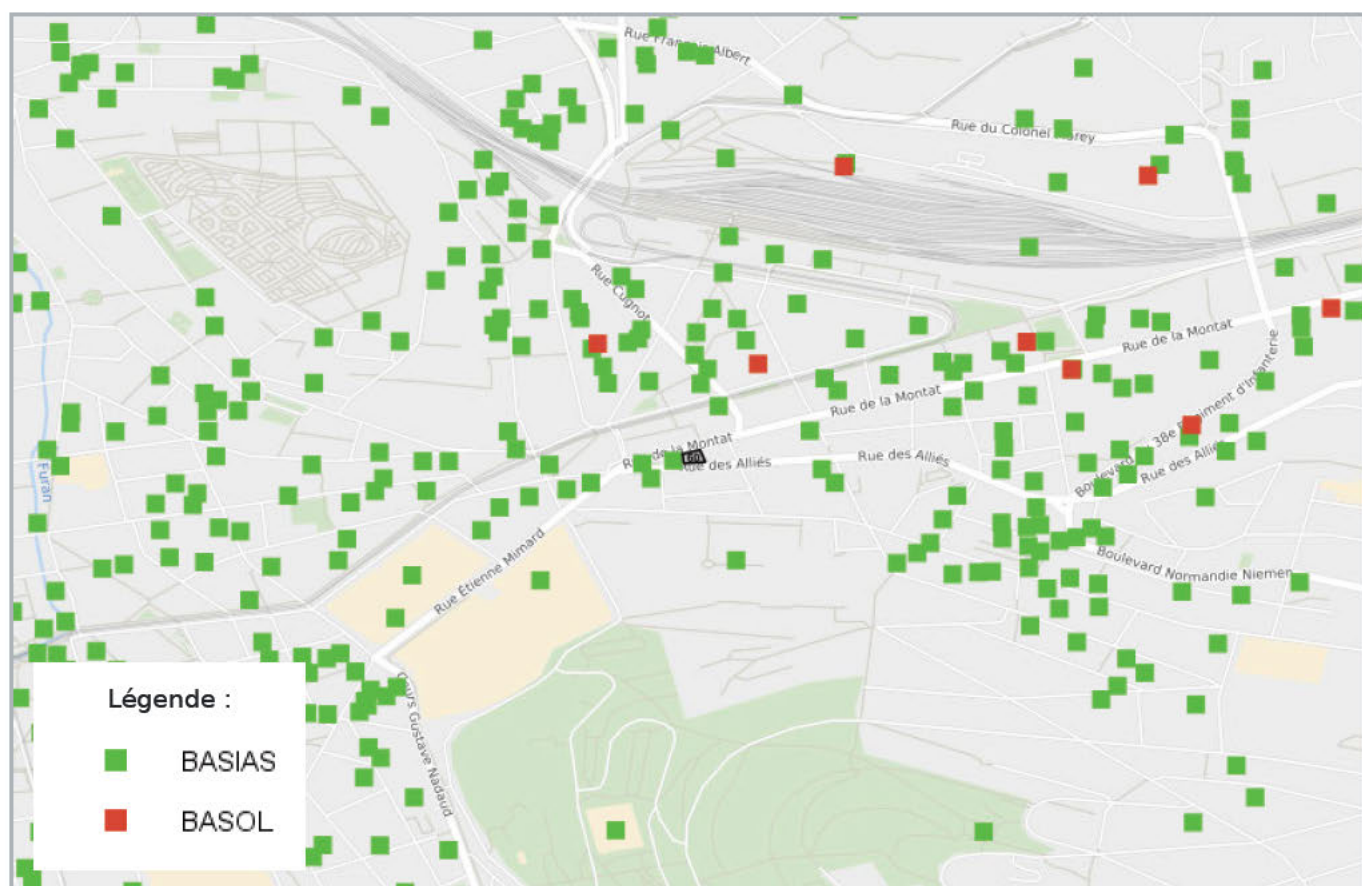 Rue François Albert
Rue du Colonel Marey
Rue Cugnot
Rue de la Montat
Rue de la Montat
Rue de la Montat
Rue des Alliés
Rue des Alliés
60
Boulevard 38e Régiment d'Infanterie
Rue des Alliés
Furan
Rue Étienne Mimard
Boulevard Normandie Niemen
Cours Gustave Nadaud
Légende :
BASIAS
BASOL